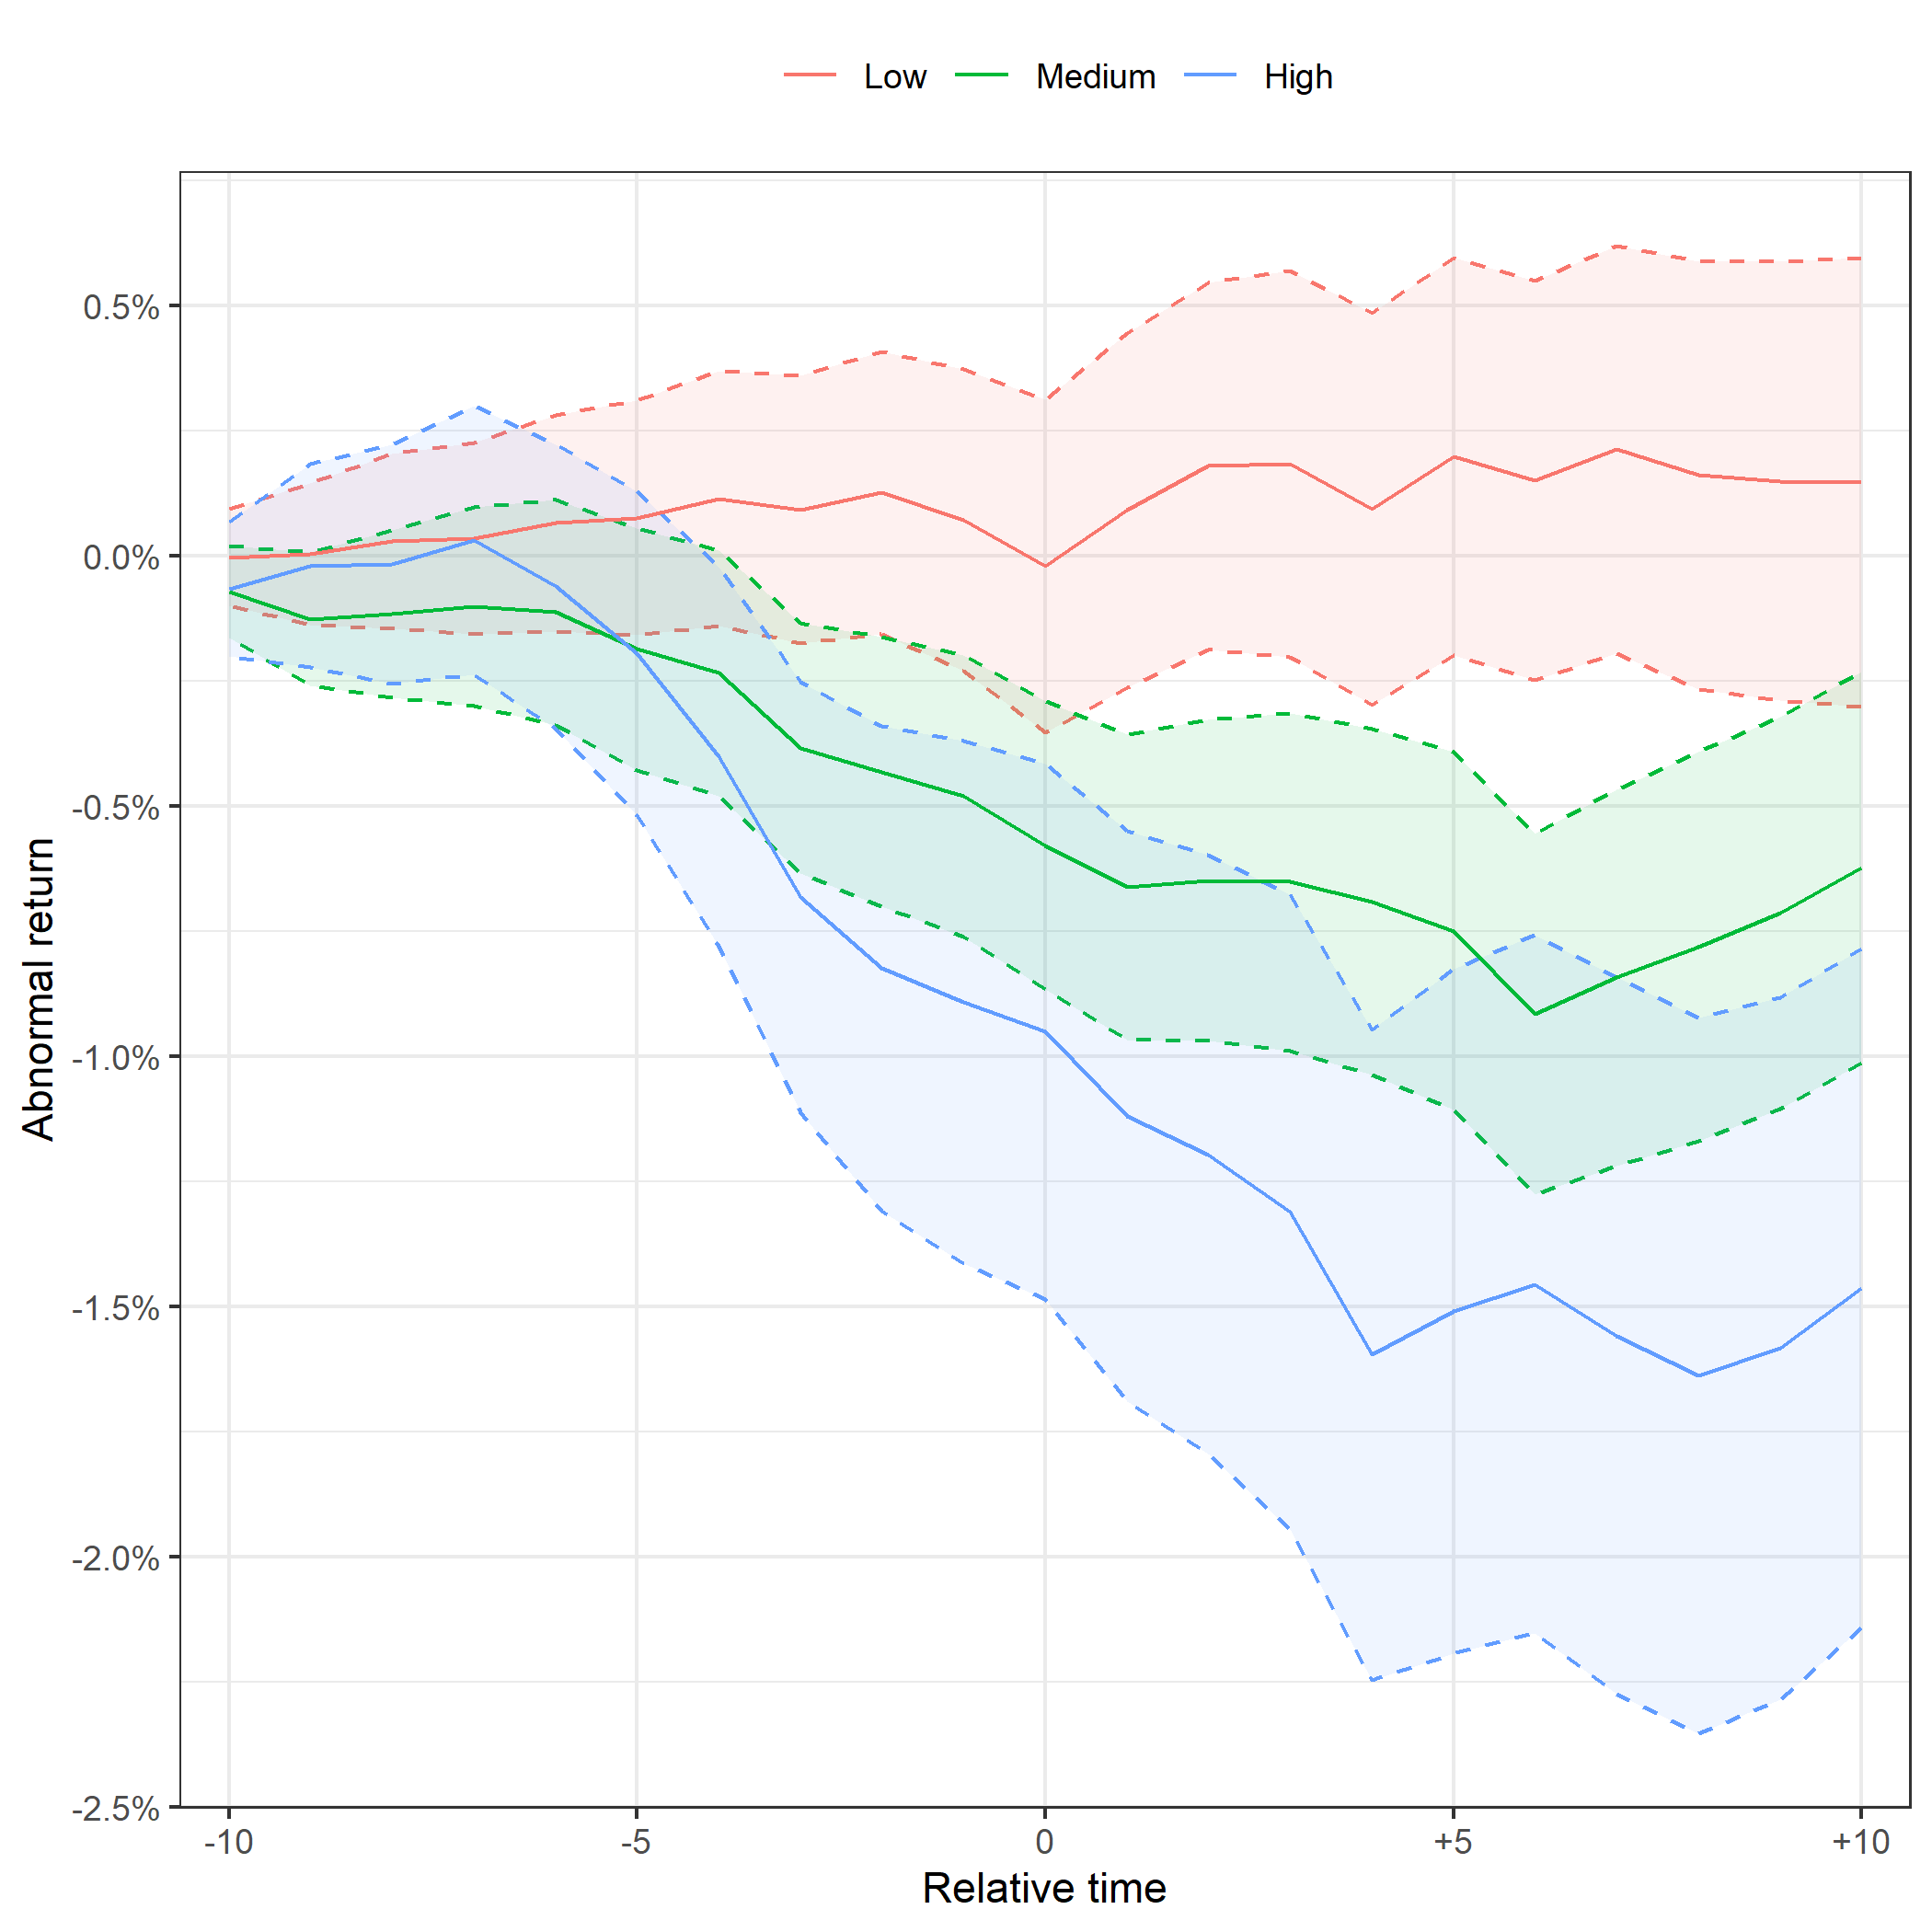 Low Medium High
Abnormal return
0.5%
0.0%
-0.5%
-1.0%
-1.5%
-2.0%
-2.5%
-10 -5 0 +5 +10
Relative time